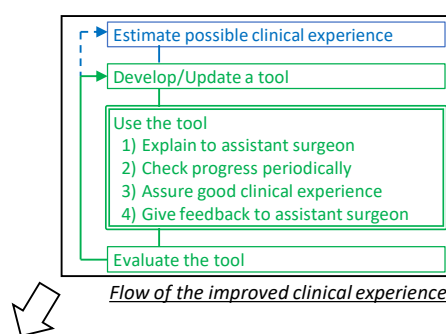 Estimate possible clinical experience
Develop/Update a tool
Use the tool
1) Explain to assistant surgeon
2) Check progress periodically
3) Assure good clinical experience
4) Give feedback to assistant surgeon
Evaluate the tool
Flow of the improved clinical experience